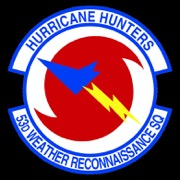 HURRICANE HUNTERS
53D WEATHER RECONNAISSANCE SQ